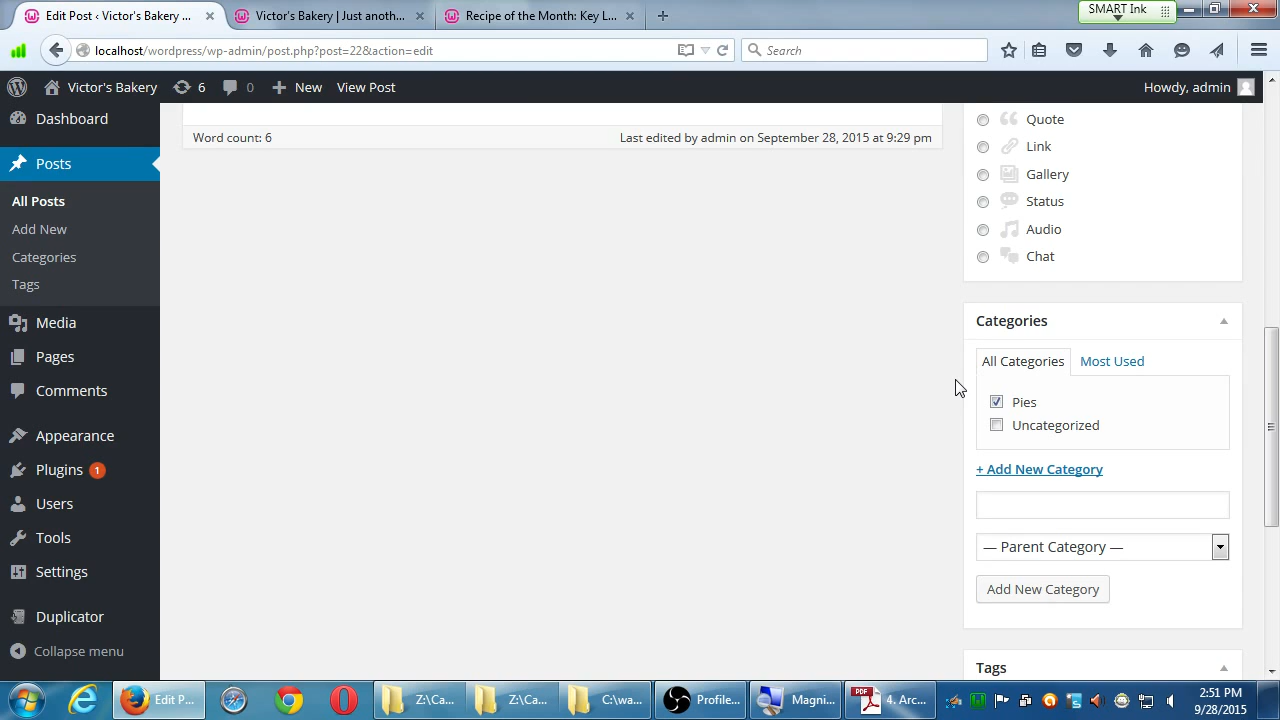 Edit Post ‹ Victor's Bakery ...
Victor's Bakery | Just anoth...
Recipe of the Month: Key L...
SMART Ink
localhost/wordpress/wp-admin/post.php?post=22&action=edit
Search
Victor's Bakery
6
0
New
View Post
Howdy, admin
Dashboard
Posts
All Posts
Add New
Categories
Tags
Media
Pages
Comments
Appearance
Plugins 1
Users
Tools
Settings
Duplicator
Collapse menu
Word count: 6
Last edited by admin on September 28, 2015 at 9:29 pm
Quote
Link
Gallery
Status
Audio
Chat
Categories
All Categories
Most Used
Pies
Uncategorized
+ Add New Category
— Parent Category —
Add New Category
Tags
Edit P...
Z:\Ca...
Z:\Ca...
C:\wa...
Profile...
Magni...
PDF
4. Arc...
2:51 PM
9/28/2015